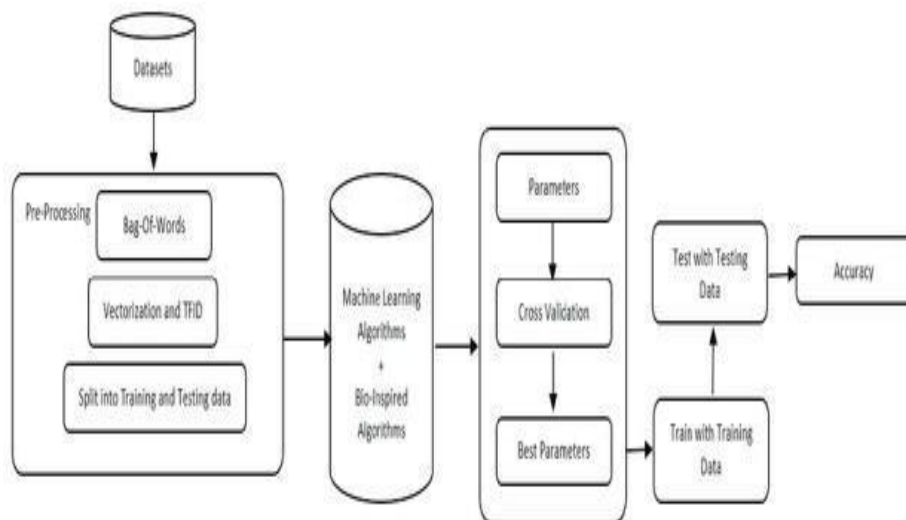 Datasets
Pre-Processing
Bag-Of-Words
Vectorization and TFID
Split into Training and Testing data
Machine Learning
Algorithms
+
Bio-Inspired
Algorithms
Parameters
Cross Validation
Best Parameters
Train with Training
Data
Test with Testing
Data
Accuracy